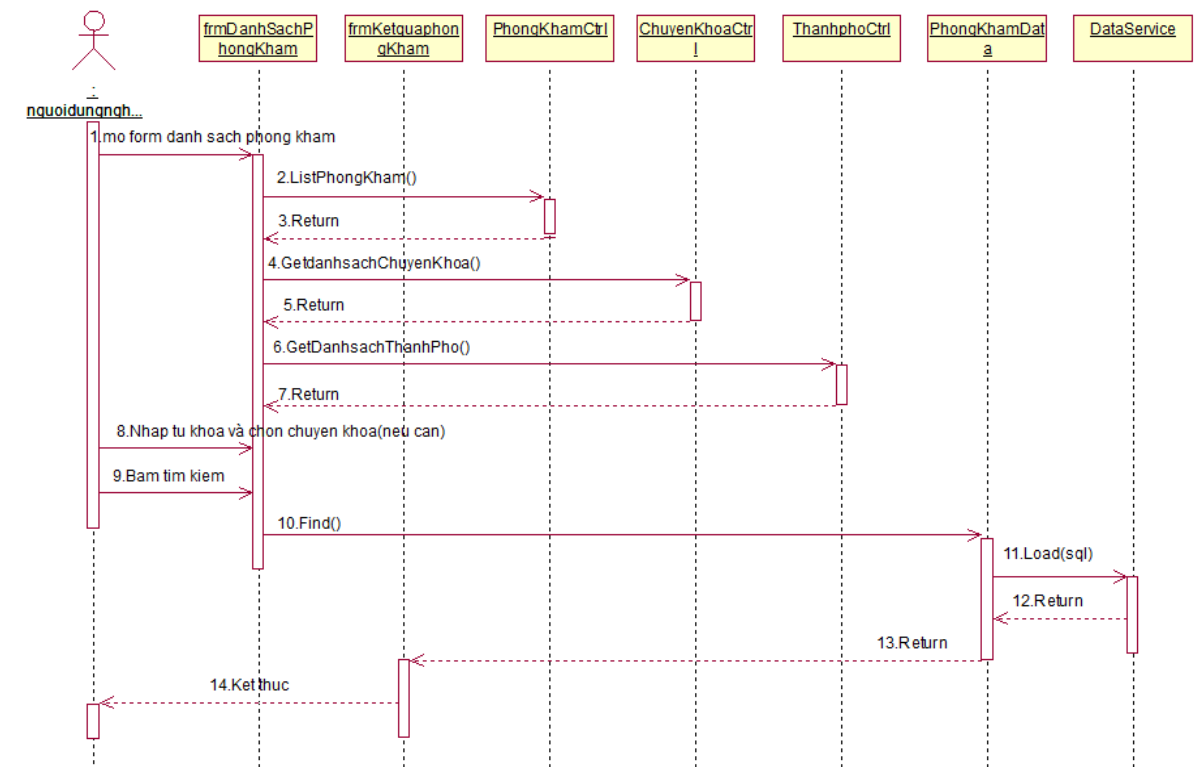 frmDanhSachP
hongKham
frmKetquaphon
gKham
PhongKhamCtrl
ChuyenKhoaCtr
l
ThanhphoCtrl
PhongKhamDat
a
DataService
:
nguoidungngh...
1.mo form danh sach phong kham
2.ListPhongKham()
3.Return
4.GetdanhsachChuyenKhoa()
5.Return
6.GetDanhsachThanhPho()
7.Return
8.Nhap tu khoa và chon chuyen khoa(neu can)
9.Bam tim kiem
10.Find()
11.Load(sql)
12.Return
13.Return
14.Ket thuc